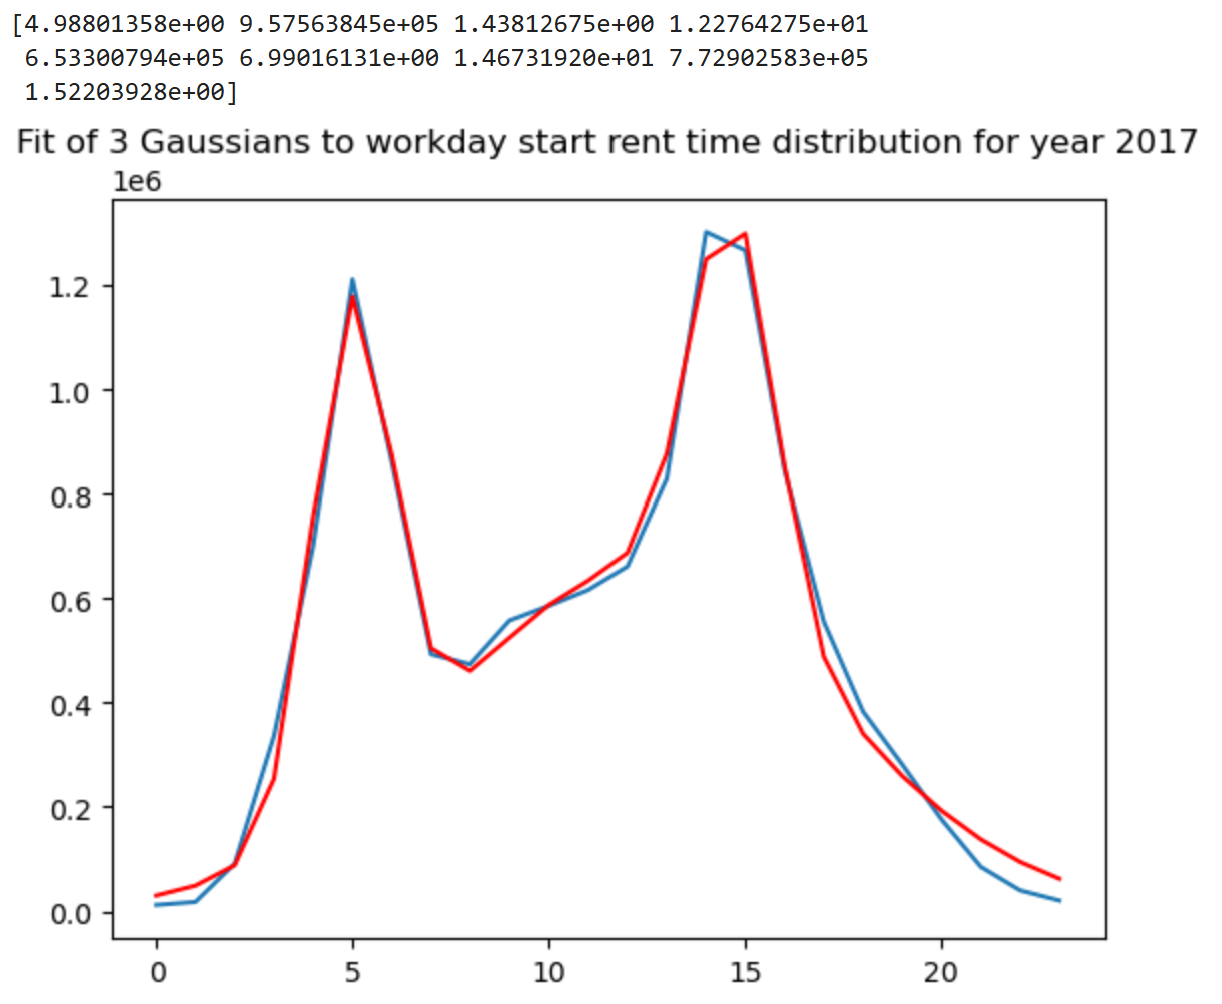 [4.98801358e+00 9.57563845e+05 1.43812675e+00 1.22764275e+01
6.53300794e+05 6.99016131e+00 1.46731920e+01 7.72902583e+05
1.52203928e+00]
Fit of 3 Gaussians to workday start rent time distribution for year 2017
1e6
1.2
1.0
0.8
0.6
0.4
0.2
0.0
0 5 10 15 20